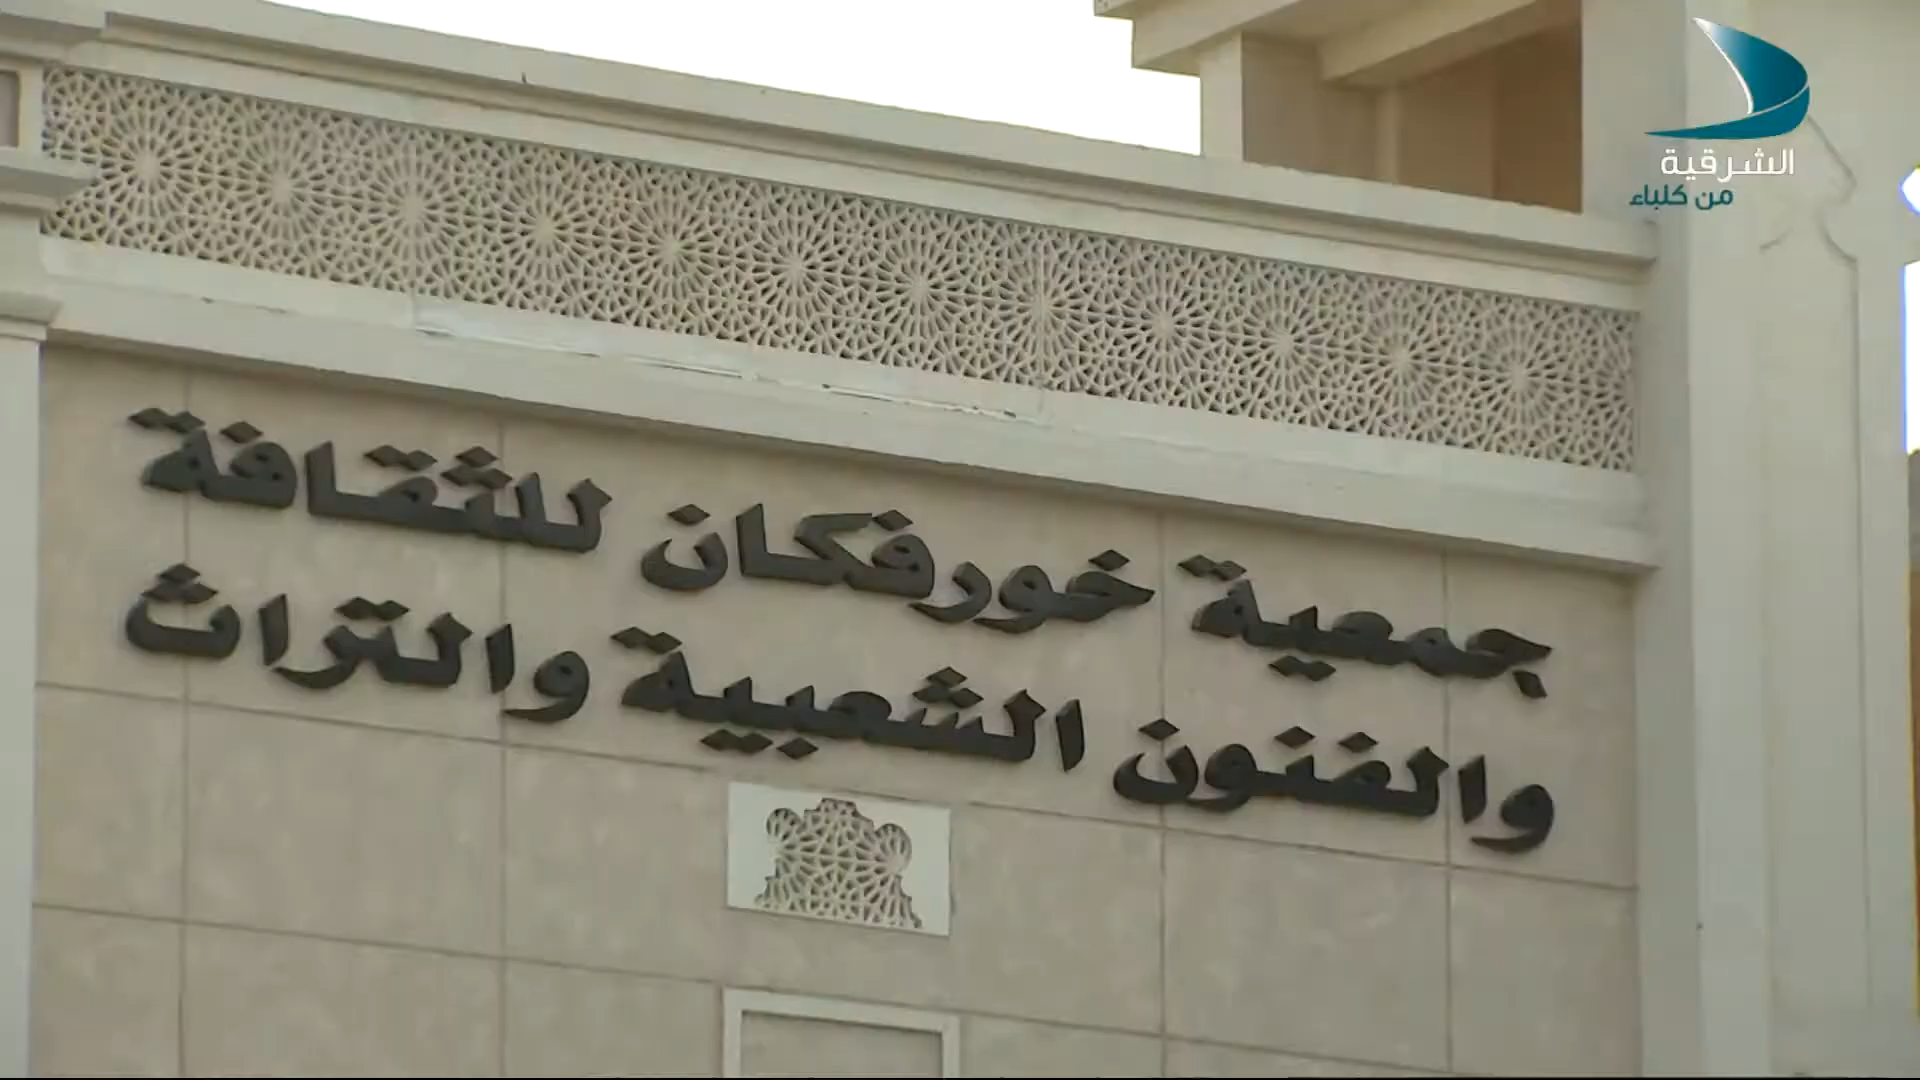 الشرقية
من كلباء
جمعية خورفكان للثقافة
والفنون الشعبية والتراث